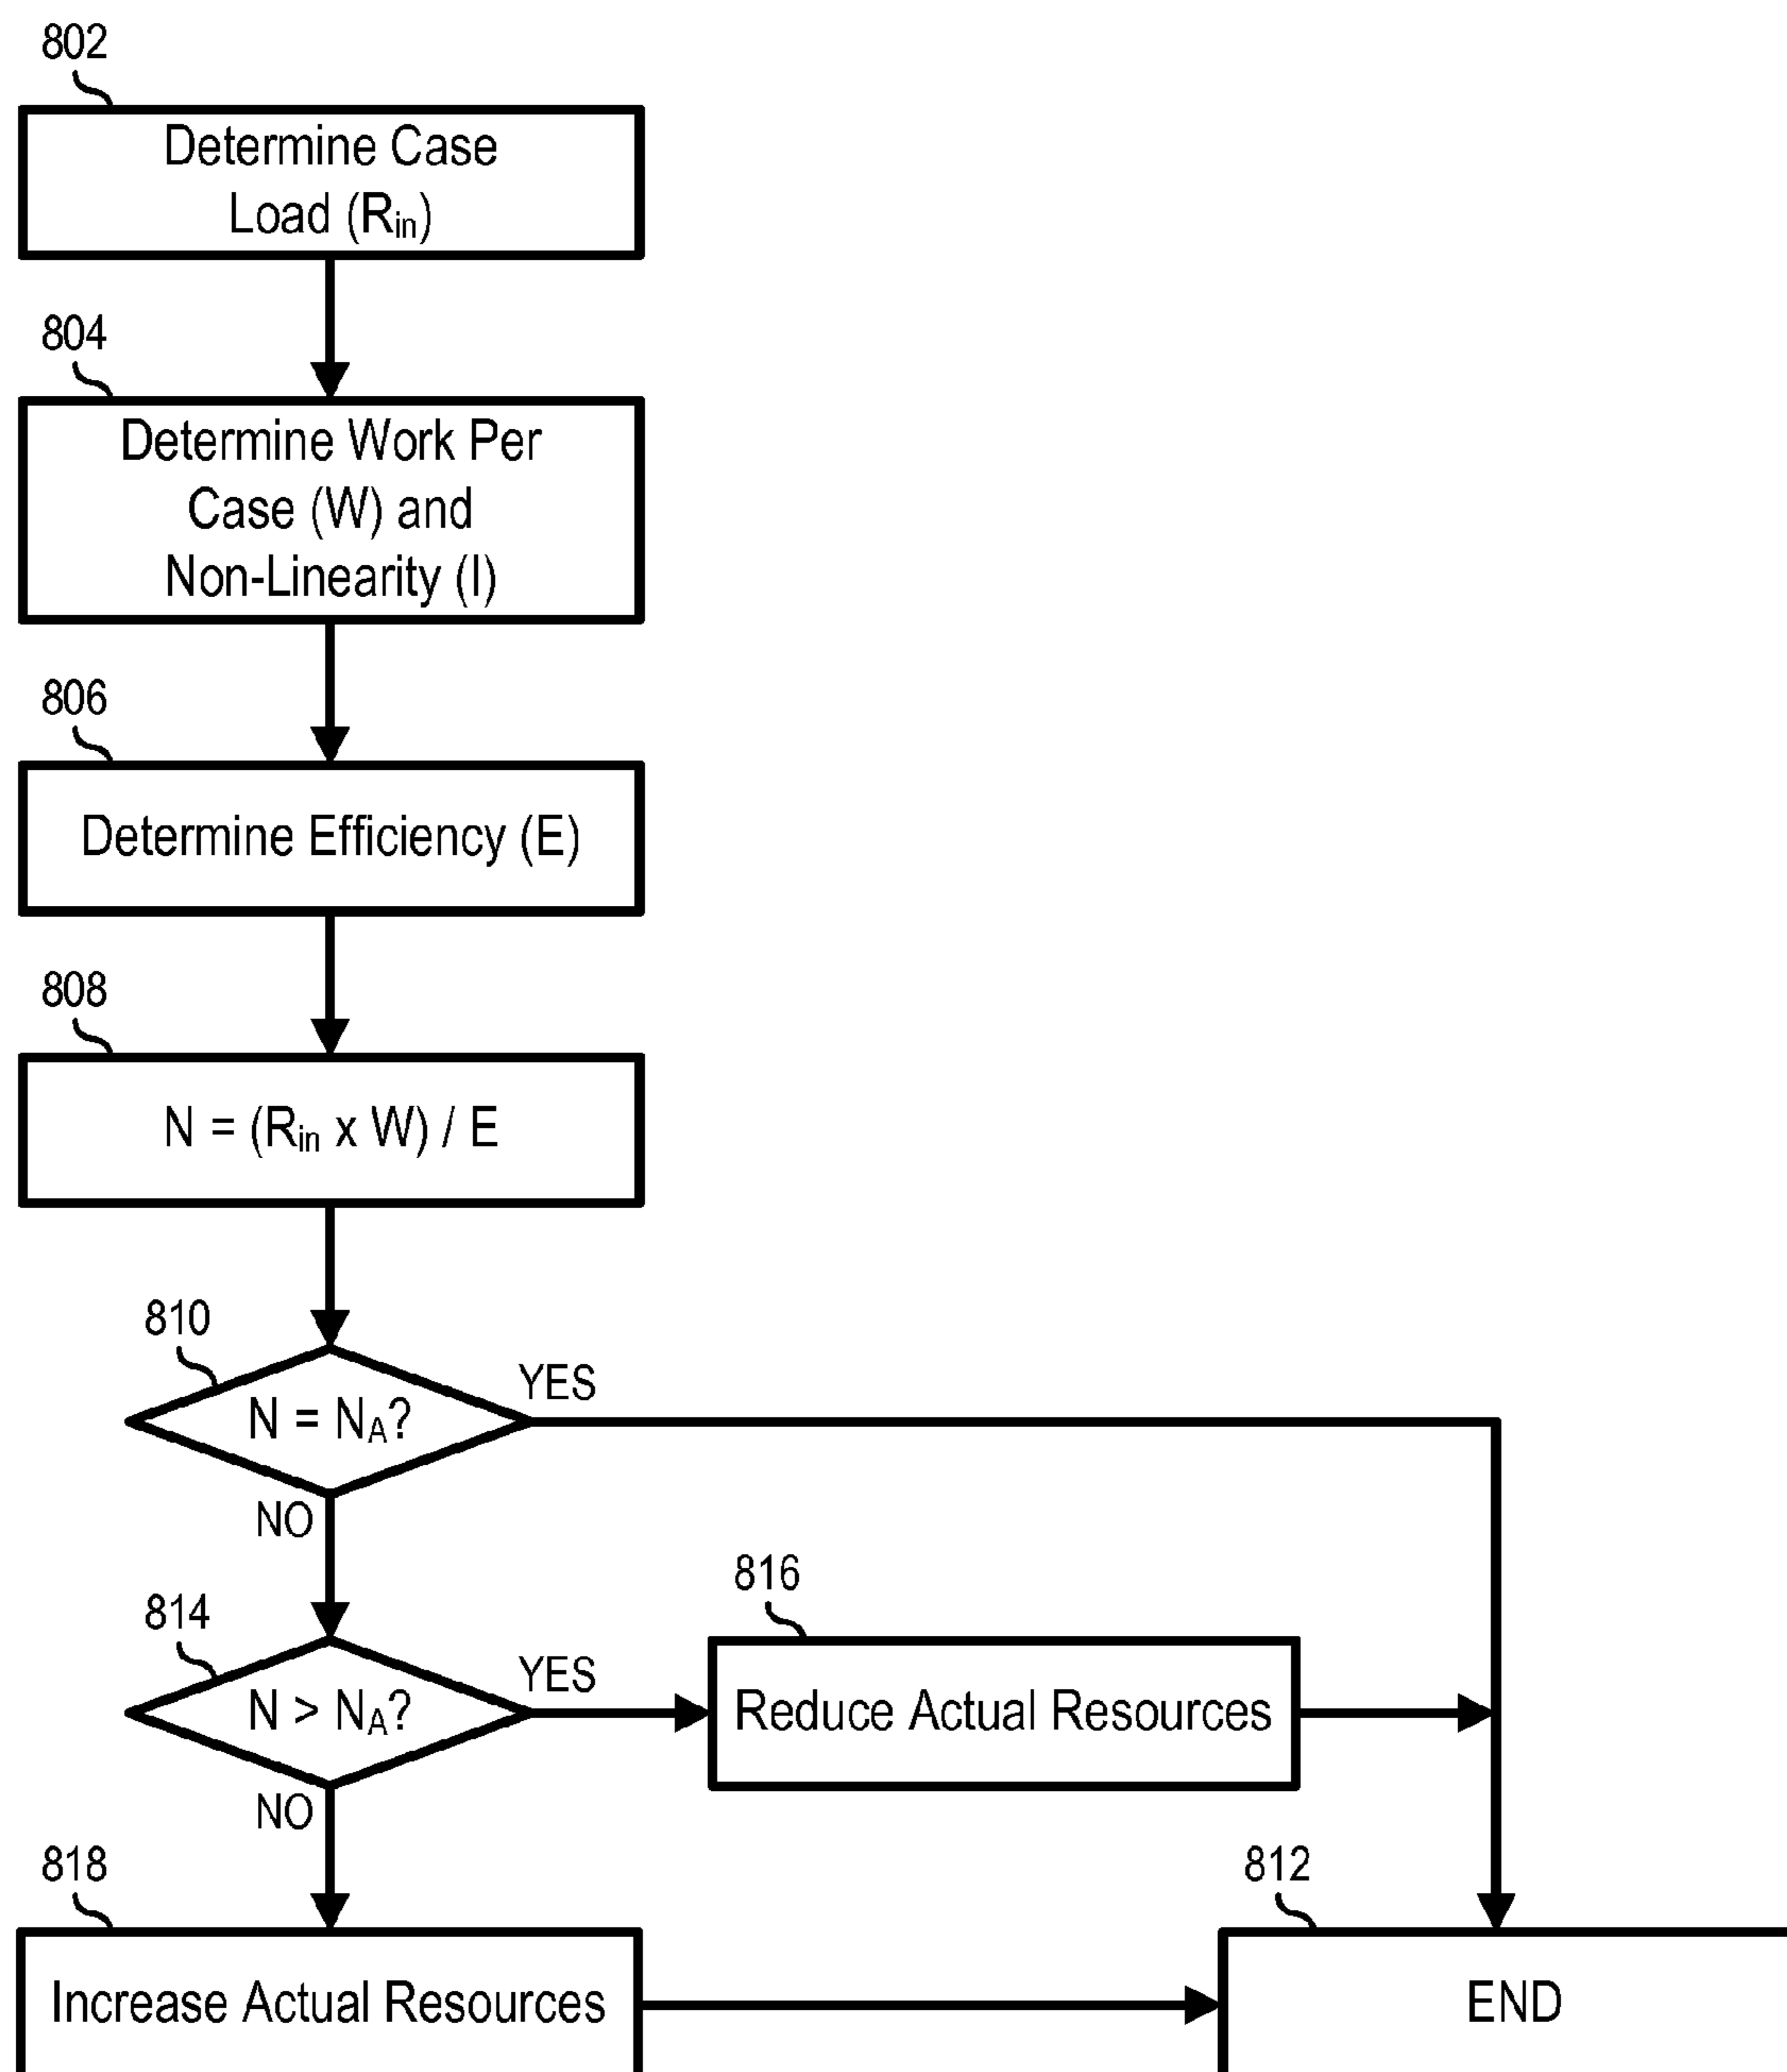 802
Determine Case
Load (Rin)
804
Determine Work Per
Case (W) and
Non-Linearity (I)
806
Determine Efficiency (E)
808
N = (Rin x W) / E
810
N = NA?
YES
NO
814
N > NA?
YES
NO
816
Reduce Actual Resources
818
Increase Actual Resources
812
END